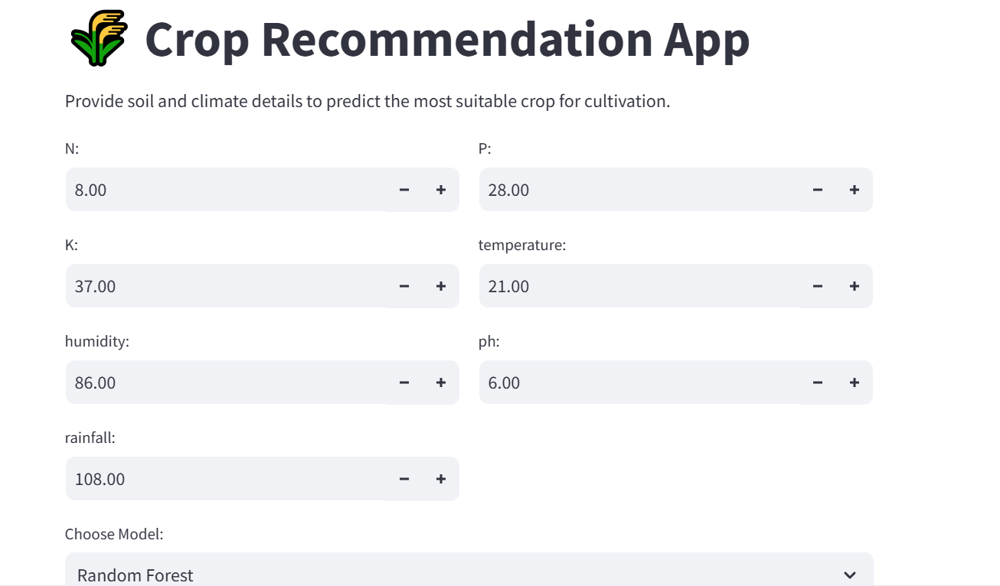 Crop Recommendation App
Provide soil and climate details to predict the most suitable crop for cultivation.
N:
P:
8.00
28.00
K:
temperature:
37.00
21.00
humidity:
ph:
86.00
6.00
rainfall:
108.00
Choose Model:
Random Forest